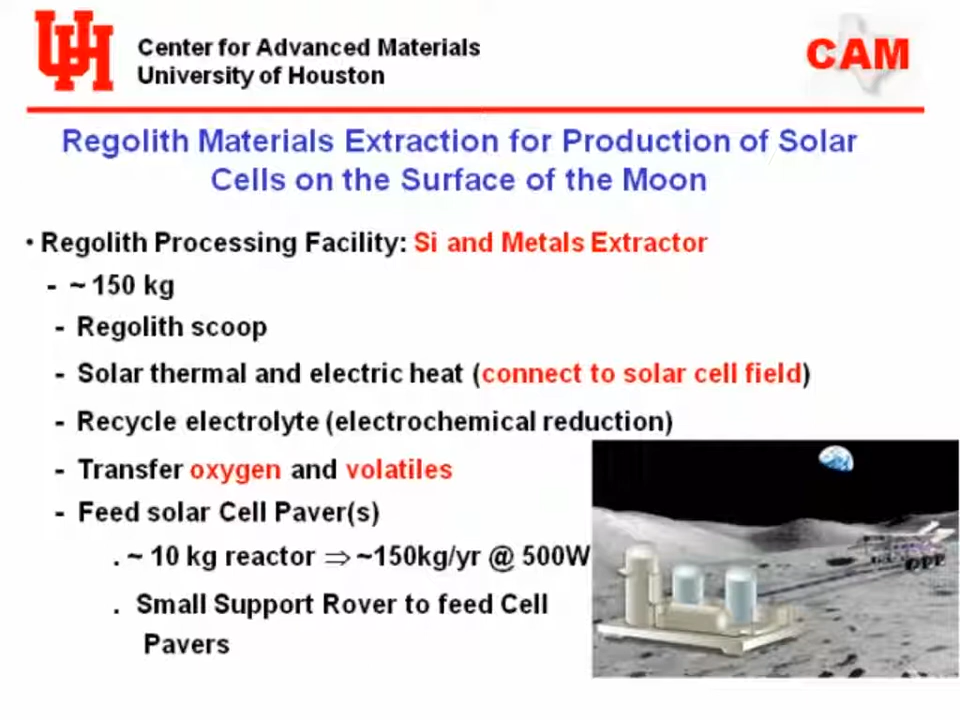 UH
Center for Advanced Materials
University of Houston
CAM
Regolith Materials Extraction for Production of Solar
Cells on the Surface of the Moon
• Regolith Processing Facility: Si and Metals Extractor
- ~ 150 kg
- Regolith scoop
- Solar thermal and electric heat (connect to solar cell field)
- Recycle electrolyte (electrochemical reduction)
- Transfer oxygen and volatiles
- Feed solar Cell Paver(s)
. ~ 10 kg reactor ⇒ ~150kg/yr @ 500W
. Small Support Rover to feed Cell
Pavers